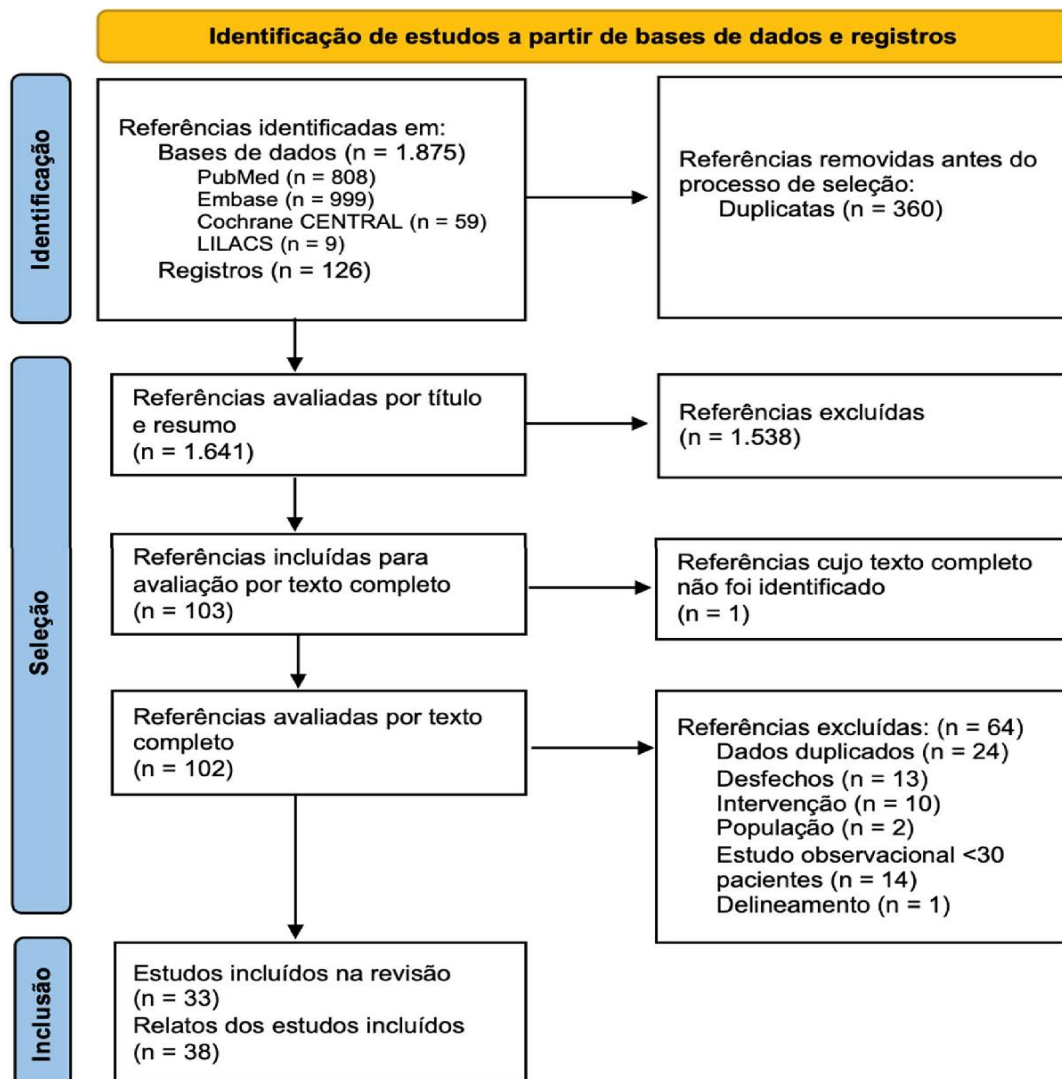 Identificação de estudos a partir de bases de dados e registros
Identificação
Referências identificadas em:
Bases de dados (n = 1.875)
PubMed (n = 808)
Embase (n = 999)
Cochrane CENTRAL (n = 59)
LILACS (n = 9)
Registros (n = 126)
Referências removidas antes do
processo de seleção:
Duplicatas (n = 360)
Seleção
Referências avaliadas por título
e resumo
(n = 1.641)
Referências excluídas
(n = 1.538)
Referências incluídas para
avaliação por texto completo
(n = 103)
Referências cujo texto completo
não foi identificado
(n = 1)
Referências avaliadas por texto
completo
(n = 102)
Referências excluídas: (n = 64)
Dados duplicados (n = 24)
Desfechos (n = 13)
Intervenção (n = 10)
População (n = 2)
Estudo observacional <30
pacientes (n = 14)
Delineamento (n = 1)
Inclusão
Estudos incluídos na revisão
(n = 33)
Relatos dos estudos incluídos
(n = 38)